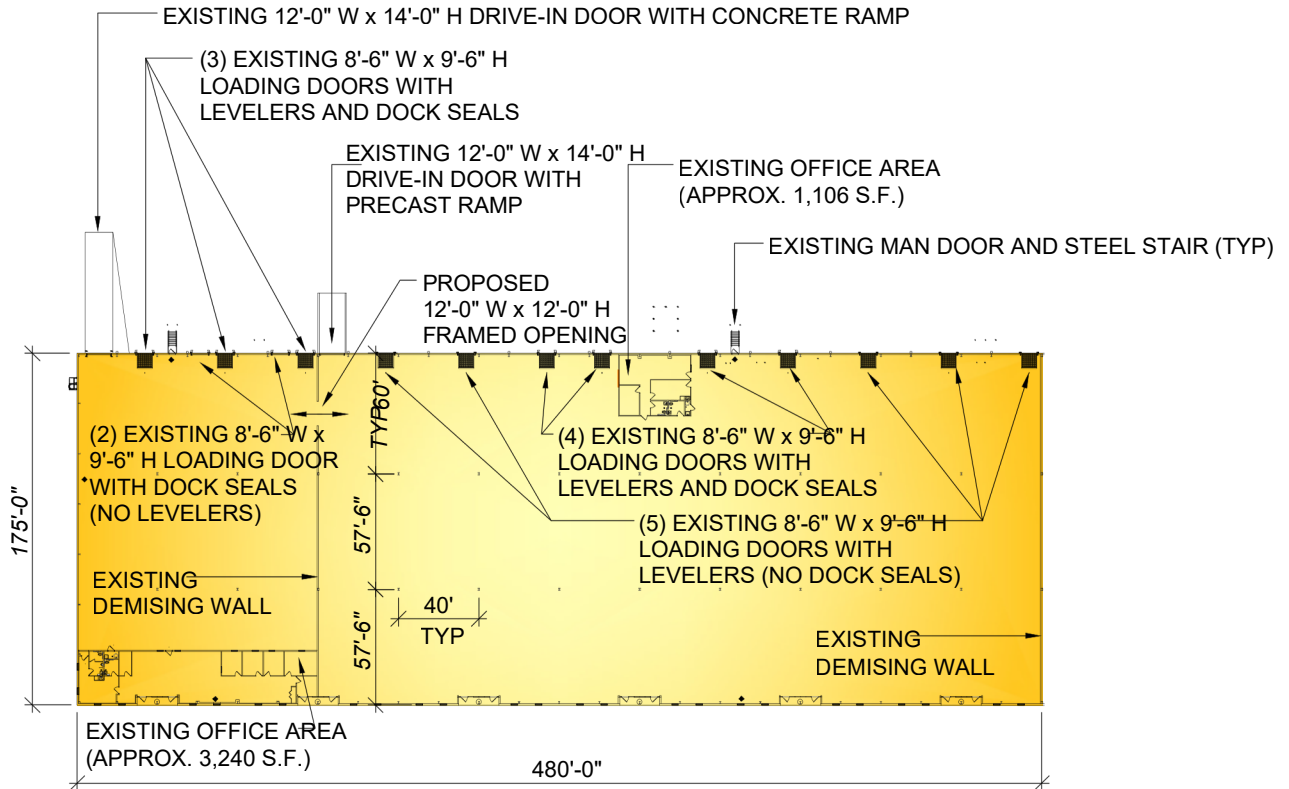 EXISTING 12'-0" W x 14'-0" H DRIVE-IN DOOR WITH CONCRETE RAMP
(3) EXISTING 8'-6" W x 9'-6" H
LOADING DOORS WITH
LEVELERS AND DOCK SEALS
EXISTING 12'-0" W x 14'-0" H
DRIVE-IN DOOR WITH
PRECAST RAMP
EXISTING OFFICE AREA
(APPROX. 1,106 S.F.)
EXISTING MAN DOOR AND STEEL STAIR (TYP)
PROPOSED
12'-0" W x 12'-0" H
FRAMED OPENING
TYP 60'
(2) EXISTING 8'-6" W x
9'-6" H LOADING DOOR
WITH DOCK SEALS
(NO LEVELERS)
(4) EXISTING 8'-6" W x 9'-6" H
LOADING DOORS WITH
LEVELERS AND DOCK SEALS
(5) EXISTING 8'-6" W x 9'-6" H
LOADING DOORS WITH
LEVELERS (NO DOCK SEALS)
175'-0"
57'-6"
EXISTING
DEMISING WALL
40'
TYP
57'-6"
EXISTING
DEMISING WALL
EXISTING OFFICE AREA
(APPROX. 3,240 S.F.)
480'-0"